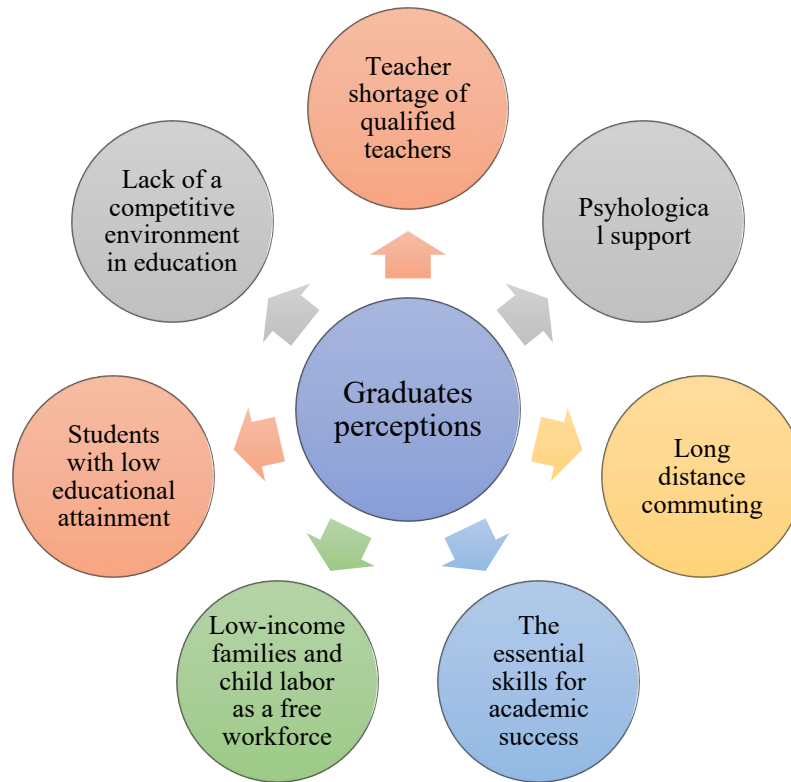 Teacher
shortage of
qualified
teachers
Psyhologica
l support
Long
distance
commuting
The
essential
skills for
academic
success
Low-income
families and
child labor
as a free
workforce
Students
with low
educational
attainment
Lack of a
competitive
environment
in education
Graduates
perceptions